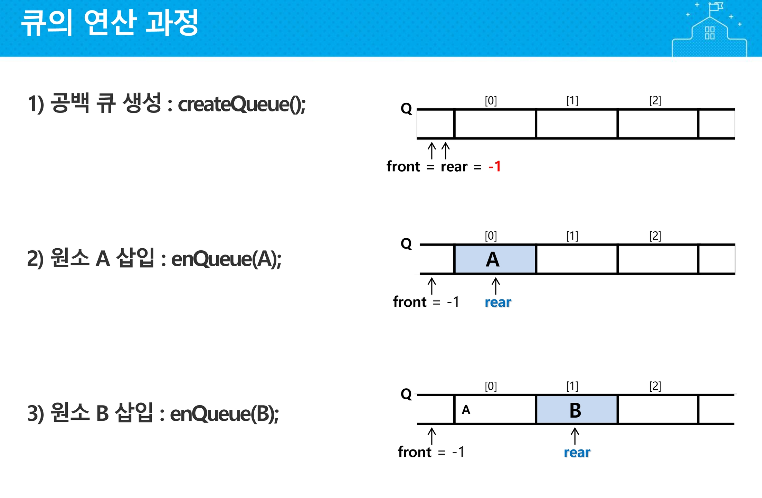 큐의 연산 과정
1) 공백 큐 생성 : createQueue();
Q [0] [1] [2]
front = rear = -1
2) 원소 A 삽입 : enQueue(A);
Q [0] [1] [2]
A
front = -1 rear
3) 원소 B 삽입 : enQueue(B);
Q [0] [1] [2]
A B
front = -1 rear